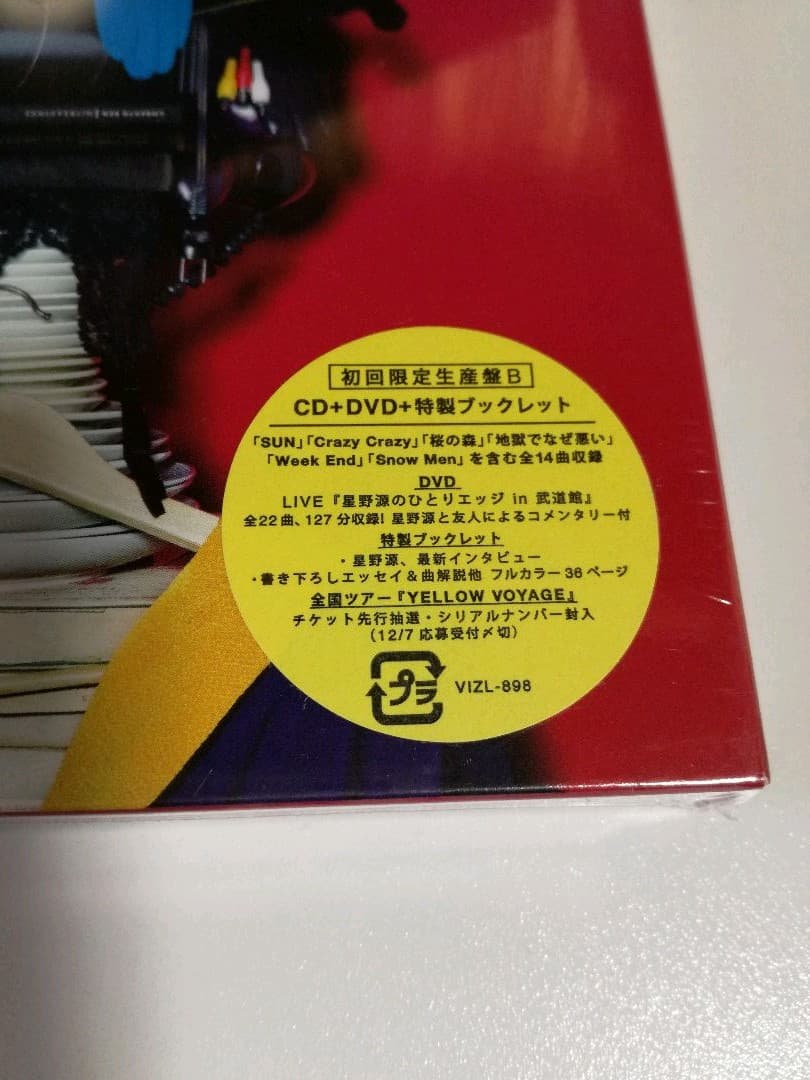 初回限定生産盤B
CD+DVD+特製ブックレット
「SUN」「Crazy Crazy」「桜の森」「地獄でなぜ悪い」
「Week End」「Snow Men」を含む全14曲収録
DVD
LIVE『星野源のひとりエッジ in 武道館』
全22曲、127分収録! 星野源と友人によるコメンタリー付
特製ブックレット
・星野源、最新インタビュー
・書き下ろしエッセイ&曲解説他 フルカラー36ページ
全国ツアー『YELLOW VOYAGE』
チケット先行抽選・シリアルナンバー封入
(12/7 応募受付〆切)
プラ VIZL-898